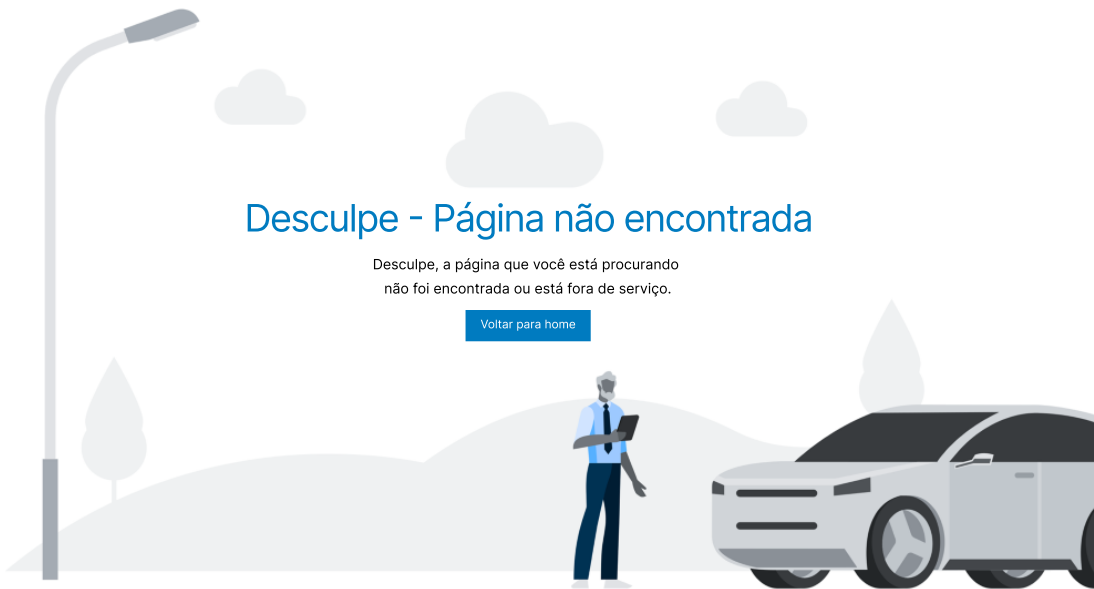 Desculpe - Página não encontrada
Desculpe, a página que você está procurando
não foi encontrada ou está fora de serviço.
Voltar para home